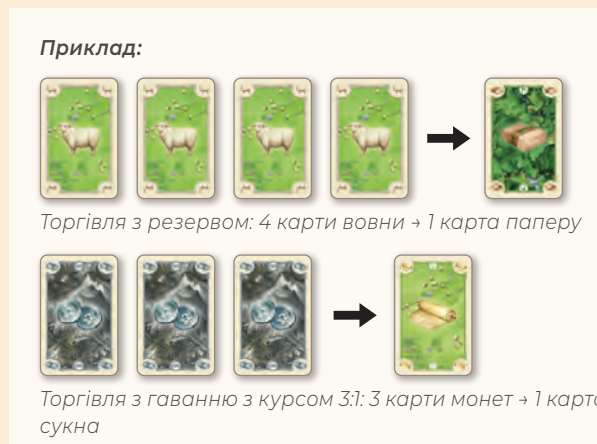 Приклад:
Торгівля з резервом: 4 карти вовни → 1 карта паперу
Торгівля з гаванню з курсом 3:1: 3 карти монет → 1 карта
сукна